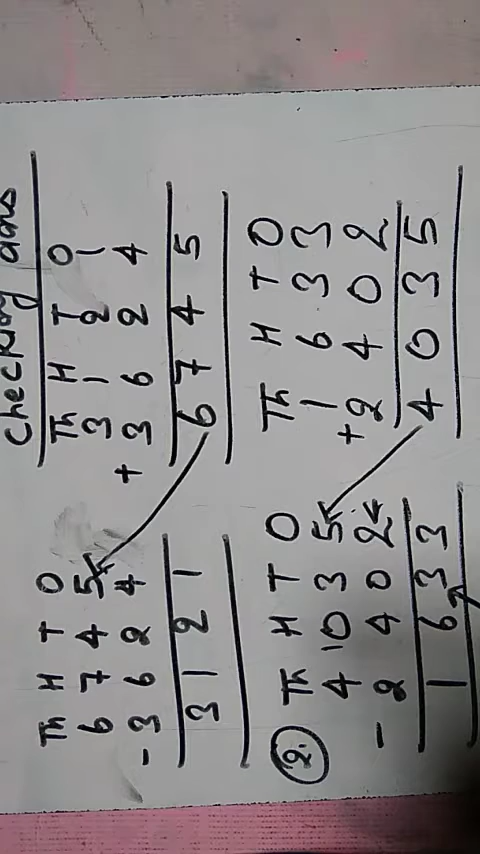 Checking
Th H T O
6 7 4 5
- 3 6 2 4
3 1 2 1
Th H T O
3 1 2 1
+ 3 6 2 4
6 7 4 5
2. Th H T O
4 10 3 5
- 2 4 0 2
1 6 3 3
Th H T O
1 6 3 3
+ 2 4 0 2
4 0 3 5